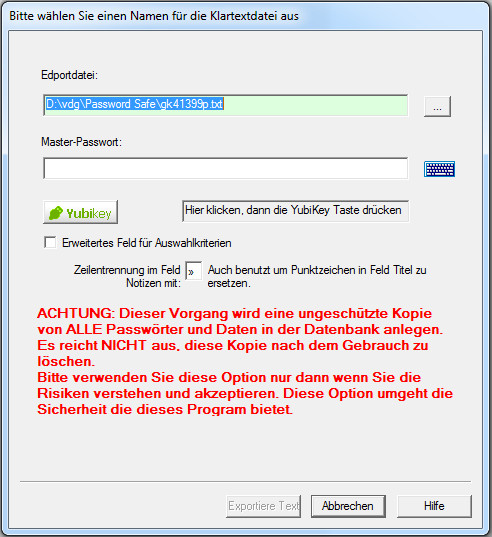 Bitte wählen Sie einen Namen für die Klartextdatei aus
Edportdatei:
D:\vdg\Password Safe\gk41399p.txt
...
Master-Passwort:
Yubikey
Hier klicken, dann die YubiKey Taste drücken
Erweitertes Feld für Auswahlkriterien
Zeilentrennung im Feld
Notizen mit:
»
Auch benutzt um Punktzeichen in Feld Titel zu
ersetzen.
ACHTUNG: Dieser Vorgang wird eine ungeschützte Kopie
von ALLE Passwörter und Daten in der Datenbank anlegen.
Es reicht NICHT aus, diese Kopie nach dem Gebrauch zu
löschen.
Bitte verwenden Sie diese Option nur dann wenn Sie die
Risiken verstehen und akzeptieren. Diese Option umgeht die
Sicherheit die dieses Program bietet.
Exportiere Text
Abbrechen
Hilfe